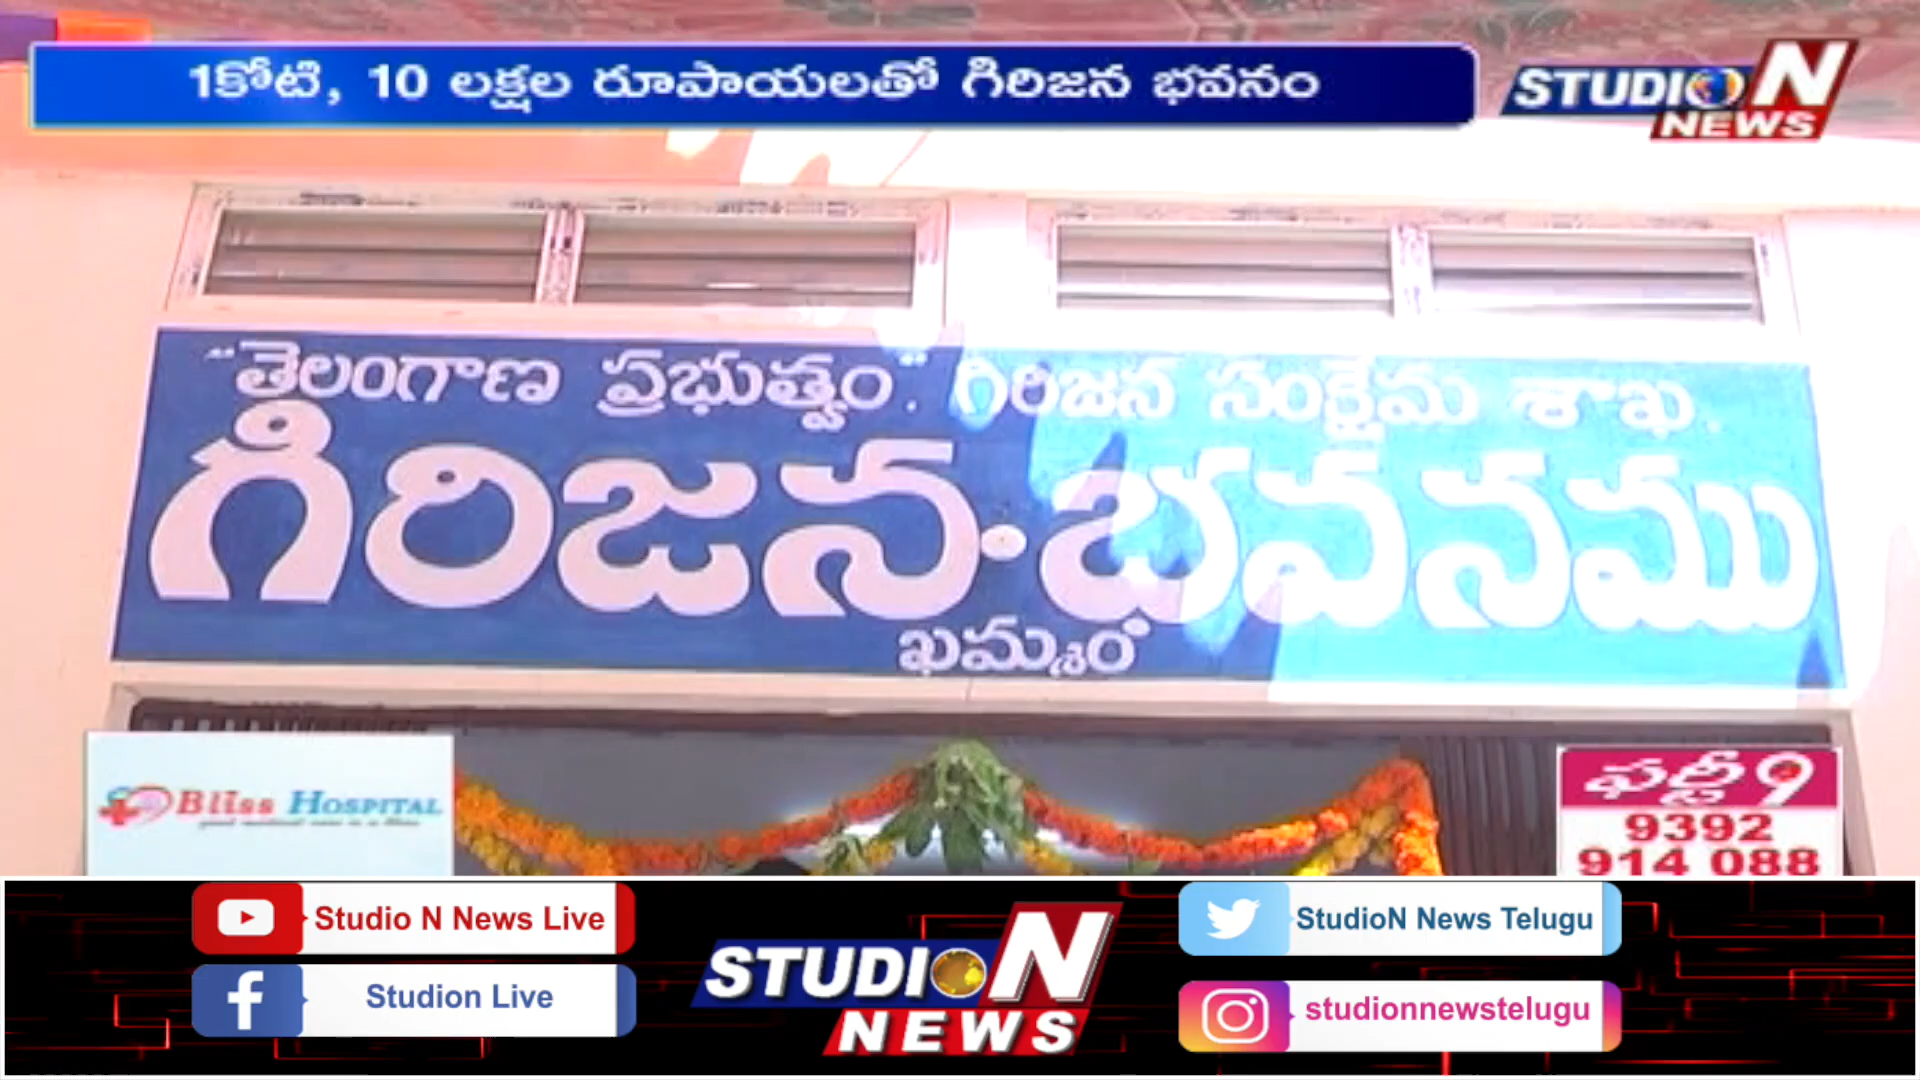 1కోటి, 10 లక్షల రూపాయలతో గిరిజన భవనం
STUDIO N
NEWS
"తెలంగాణ ప్రభుత్వం" గిరిజన సంక్షేమ శాఖ.
గిరిజన·భవనము
ఖమ్మం
Bliss HOSPITAL
9392
914 088
Studio N News Live
Studion Live
STUDIO N
NEWS
StudioN News Telugu
studionnewstelugu